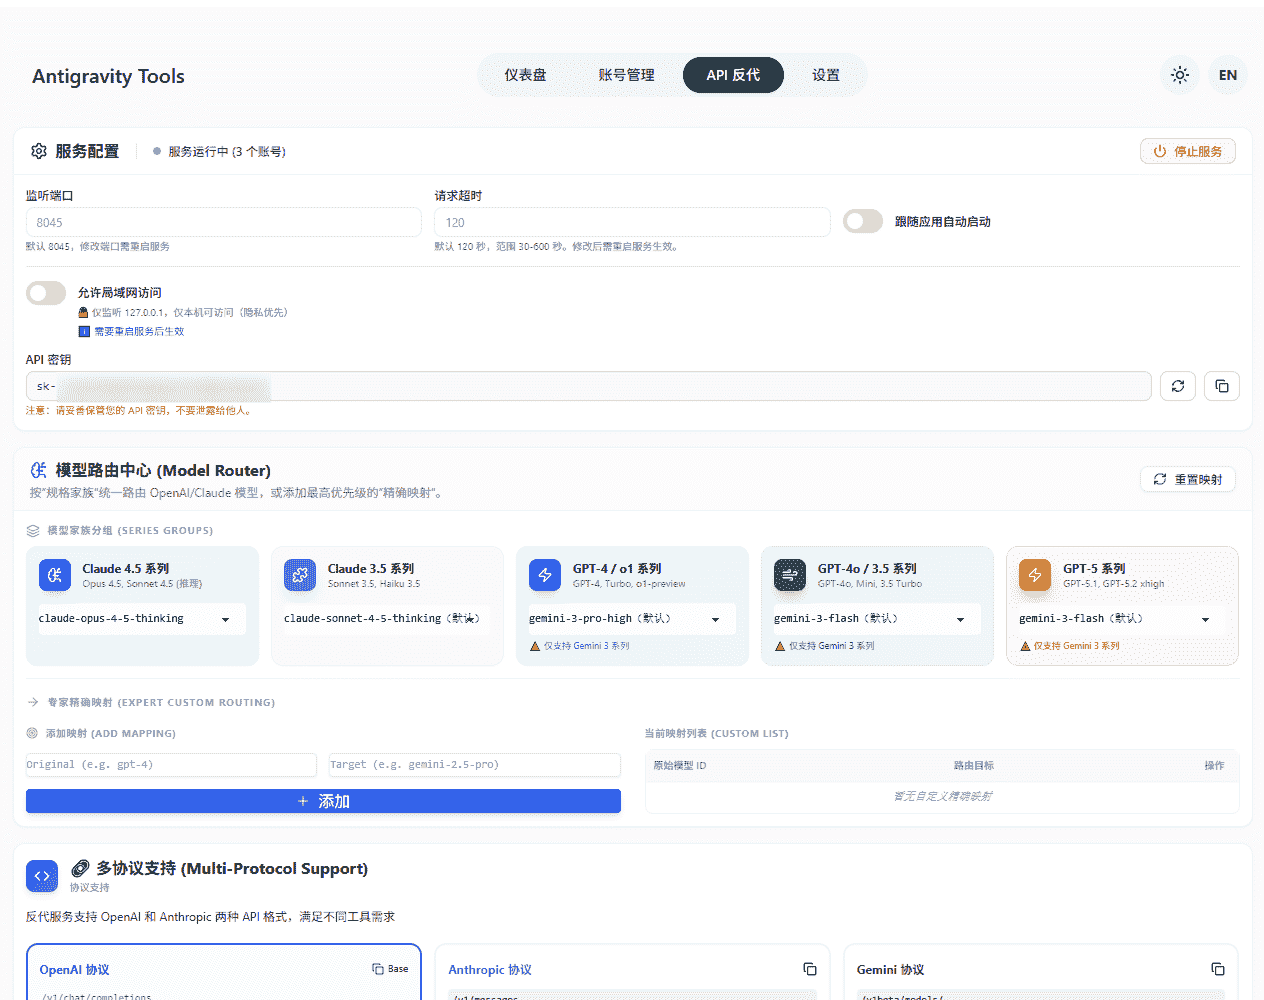 Antigravity Tools
仪表盘 账号管理 API 反代 设置
EN
服务配置 服务运行中 (3 个账号) 停止服务
监听端口 请求超时
8045 120 跟随应用自动启动
默认 8045，修改端口需重启服务 默认 120 秒，范围 30-600 秒。修改后需重启服务生效。
允许局域网访问
仅监听 127.0.0.1，仅本机可访问（隐私优先）
需要重启服务后生效
API 密钥
sk-
注意：请妥善保管您的 API 密钥，不要泄露给他人。
模型路由中心 (Model Router)
按"规格家族"统一路由 OpenAI/Claude 模型，或添加最高优先级的"精确映射"。
重置映射
模型家族分组 (SERIES GROUPS)
Claude 4.5 系列
Opus 4.5, Sonnet 4.5 (推理)
claude-opus-4-5-thinking
Claude 3.5 系列
Sonnet 3.5, Haiku 3.5
claude-sonnet-4-5-thinking（默认）
GPT-4 / o1 系列
GPT-4, Turbo, o1-preview
gemini-3-pro-high（默认）
仅支持 Gemini 3 系列
GPT-4o / 3.5 系列
GPT-4o, Mini, 3.5 Turbo
gemini-3-flash（默认）
仅支持 Gemini 3 系列
GPT-5 系列
GPT-5.1, GPT-5.2 xhigh
gemini-3-flash（默认）
仅支持 Gemini 3 系列
专家精确映射 (EXPERT CUSTOM ROUTING)
添加映射 (ADD MAPPING)
Original (e.g. gpt-4) Target (e.g. gemini-2.5-pro)
+ 添加
当前映射列表 (CUSTOM LIST)
原始模型 ID 路由目标 操作
暂无自定义精确映射
多协议支持 (Multi-Protocol Support)
协议支持
反代服务支持 OpenAI 和 Anthropic 两种 API 格式，满足不同工具需求
OpenAI 协议 Base
/v1/chat/completions
Anthropic 协议
/v1/messages
Gemini 协议
/v1beta/models/